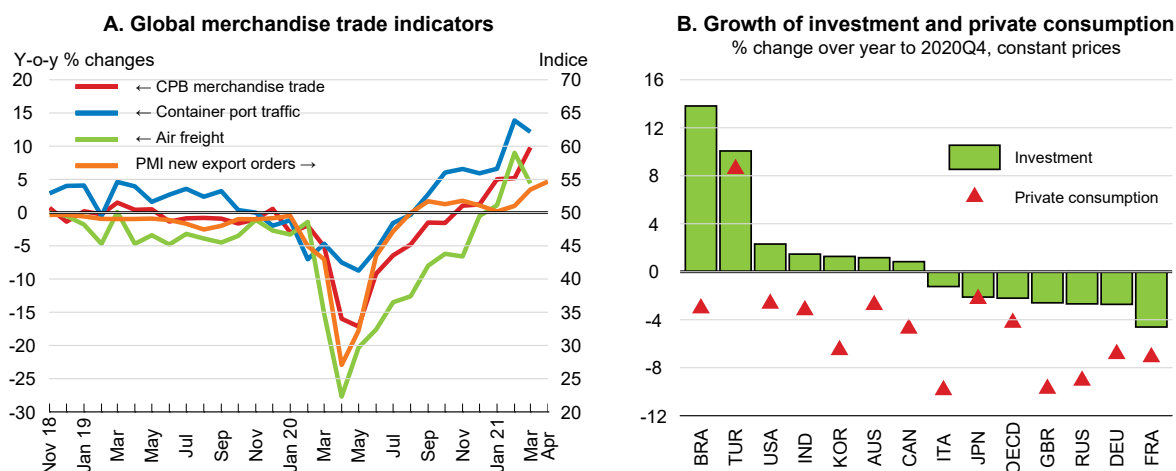 A. Global merchandise trade indicators
Y-o-y % changes
Indice
20
15
10
5
0
-5
-10
-15
-20
-25
-30
70
65
60
55
50
45
40
35
30
25
20
← CPB merchandise trade
← Container port traffic
← Air freight
PMI new export orders →
Nov 18
Jan 19
Mar
May
Jul
Sep
Nov
Jan 20
Mar
May
Jul
Sep
Nov
Jan 21
Mar
Apr
B. Growth of investment and private consumption
% change over year to 2020Q4, constant prices
16
12
8
4
0
-4
-8
-12
Investment
Private consumption
BRA
TUR
USA
IND
KOR
AUS
CAN
ITA
JPN
OECD
GBR
RUS
DEU
FRA